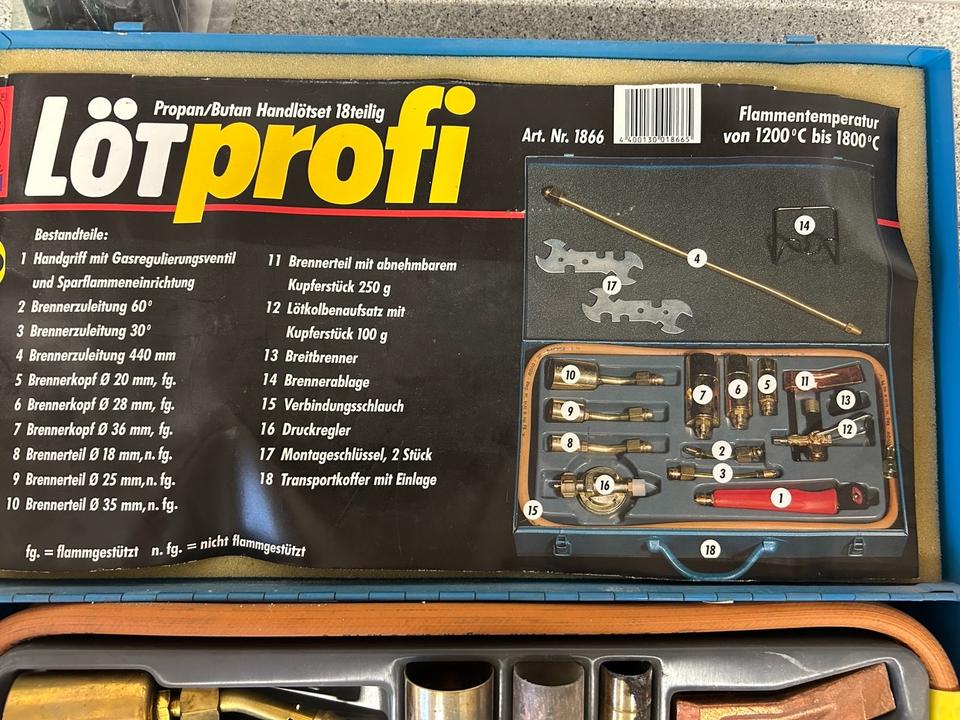 Propan/Butan Handlötset 18teilig
LÖTprofi
Art. Nr. 1866
4 400130 018665
Flammentemperatur
von 1200°C bis 1800°C
Bestandteile:
1 Handgriff mit Gasregulierungsventil
und Sparflammeneinrichtung
2 Brennerzuleitung 60°
3 Brennerzuleitung 30°
4 Brennerzuleitung 440 mm
5 Brennerkopf Ø 20 mm, fg.
6 Brennerkopf Ø 28 mm, fg.
7 Brennerkopf Ø 36 mm, fg.
8 Brennerteil Ø 18 mm, n. fg.
9 Brennerteil Ø 25 mm, n. fg.
10 Brennerteil Ø 35 mm, n. fg.
11 Brennerteil mit abnehmbarem
Kupferstück 250 g
12 Lötkolbenaufsatz mit
Kupferstück 100 g
13 Breitbrenner
14 Brennerablage
15 Verbindungsschlauch
16 Druckregler
17 Montageschlüssel, 2 Stück
18 Transportkoffer mit Einlage
fg. = flammgestützt n. fg. = nicht flammgestützt
14
4
17
10
7
6
5
11
13
9
12
8
2
3
16
1
15
18